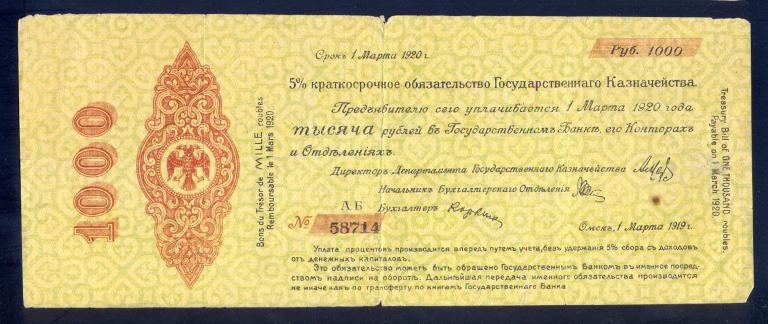 1000
Bons du Trésor de MILLE roubles
Remboursable le 1 Mars 1920.
Срокъ 1 Марта 1920 г.
Руб. 1000
5% краткосрочное обязательство Государственнаго Казначейства.
Предъявителю сего уплачивается 1 Марта 1920 года
тысяча рублей въ Государственномъ Банкѣ, его Конторахъ
и Отдѣленіяхъ.
Директоръ Департамента Государственнаго Казначейства
Начальникъ Бухгалтерскаго Отдѣленія
АБ Бухгалтеръ
№ 58714
Омскъ, 1 Марта 1919 г.
Уплата процентовъ производится впередъ путемъ учета, безъ удержанія 5% сбора съ доходовъ
отъ денежныхъ капиталовъ.
Это обязательство можетъ быть обращено Государственнымъ Банкомъ въ именное посред-
ствомъ надписи на оборотѣ. Дальнѣйшая передача именного обязательства производится
не иначе какъ по трансферту по книгамъ Государственнаго Банка
Treasury Bill of ONE THOUSAND roubles.
Payable on 1 March 1920.